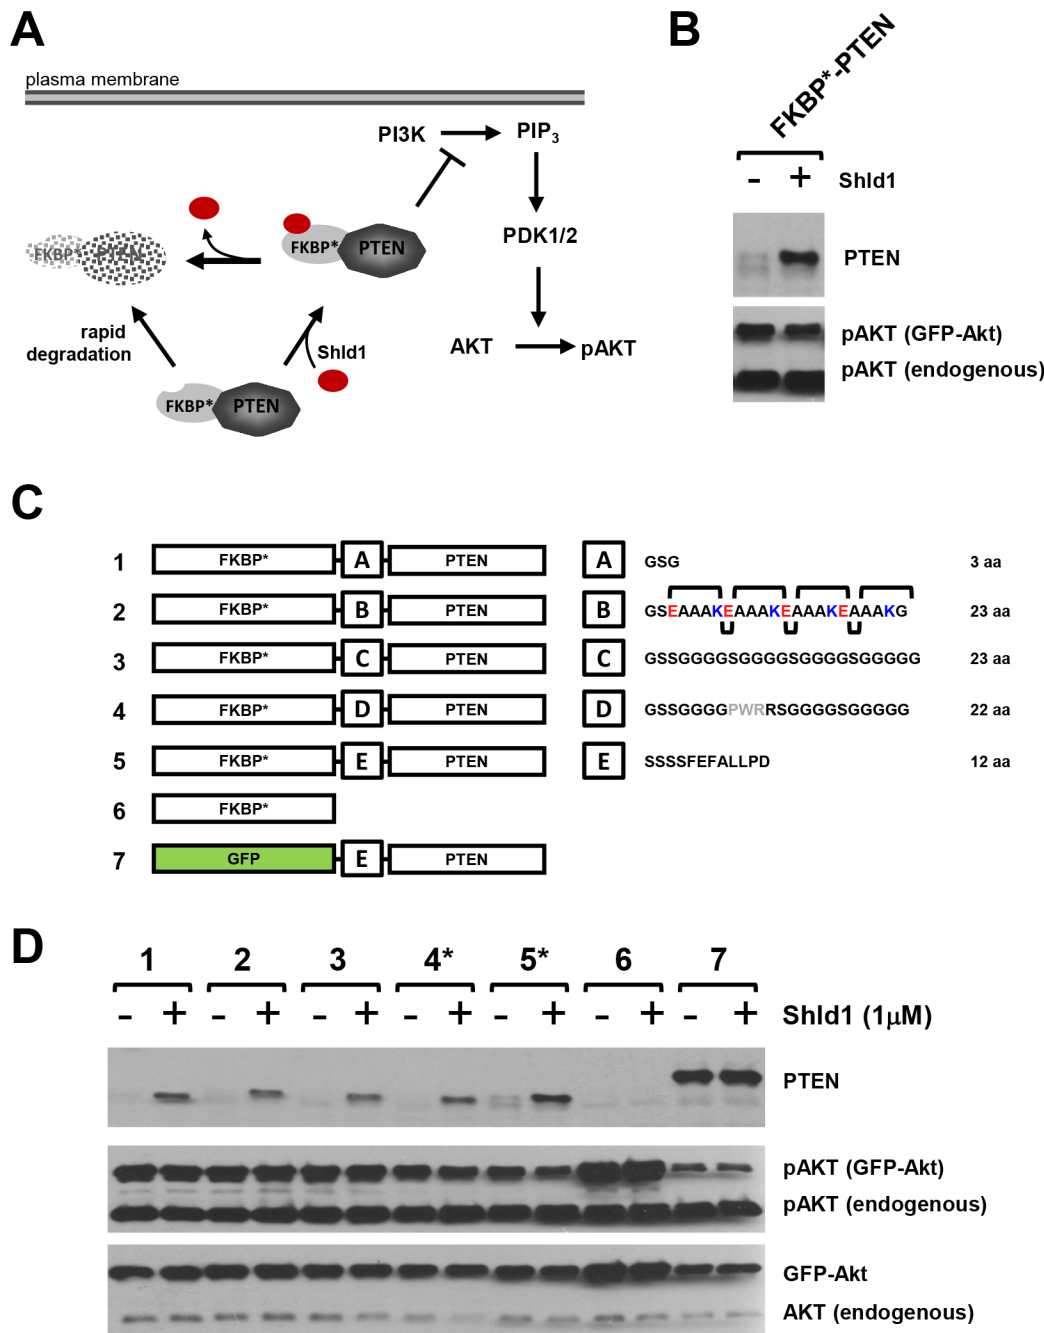 A
plasma membrane
PI3K
PIP3
FKBP*
PTEN
FKBP*
PTEN
PDK1/2
rapid
degradation
Shld1
AKT
pAKT
FKBP*
PTEN
B
FKBP*-PTEN
- + Shld1
PTEN
pAKT (GFP-Akt)
pAKT (endogenous)
C
1 FKBP* A PTEN A GSG 3 aa
2 FKBP* B PTEN B GSEAAAKEAAAKEAAAKEAAAKG 23 aa
3 FKBP* C PTEN C GSSGGGGSGGGGSGGGGSGGGGG 23 aa
4 FKBP* D PTEN D GSSGGGGPWRRSGGGGSGGGGG 22 aa
5 FKBP* E PTEN E SSSSFEFALLPD 12 aa
6 FKBP*
7 GFP E PTEN
D
1 2 3 4* 5* 6 7
- + - + - + - + - + - + - + Shld1 (1μM)
PTEN
pAKT (GFP-Akt)
pAKT (endogenous)
GFP-Akt
AKT (endogenous)